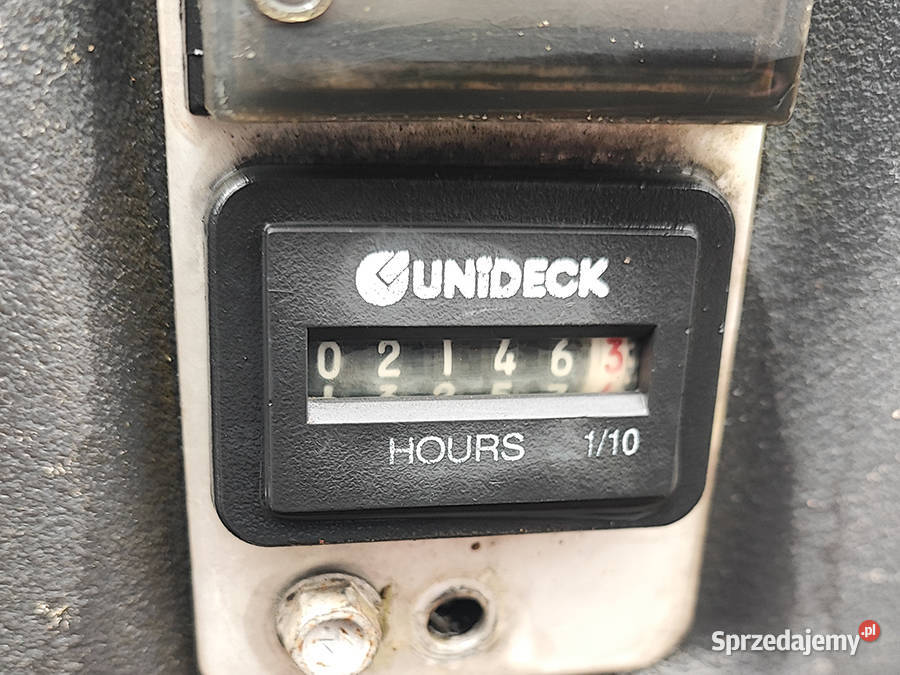 UNIDECK
0 2 1 4 6 3
HOURS 1/10
Sprzedajemy.pl